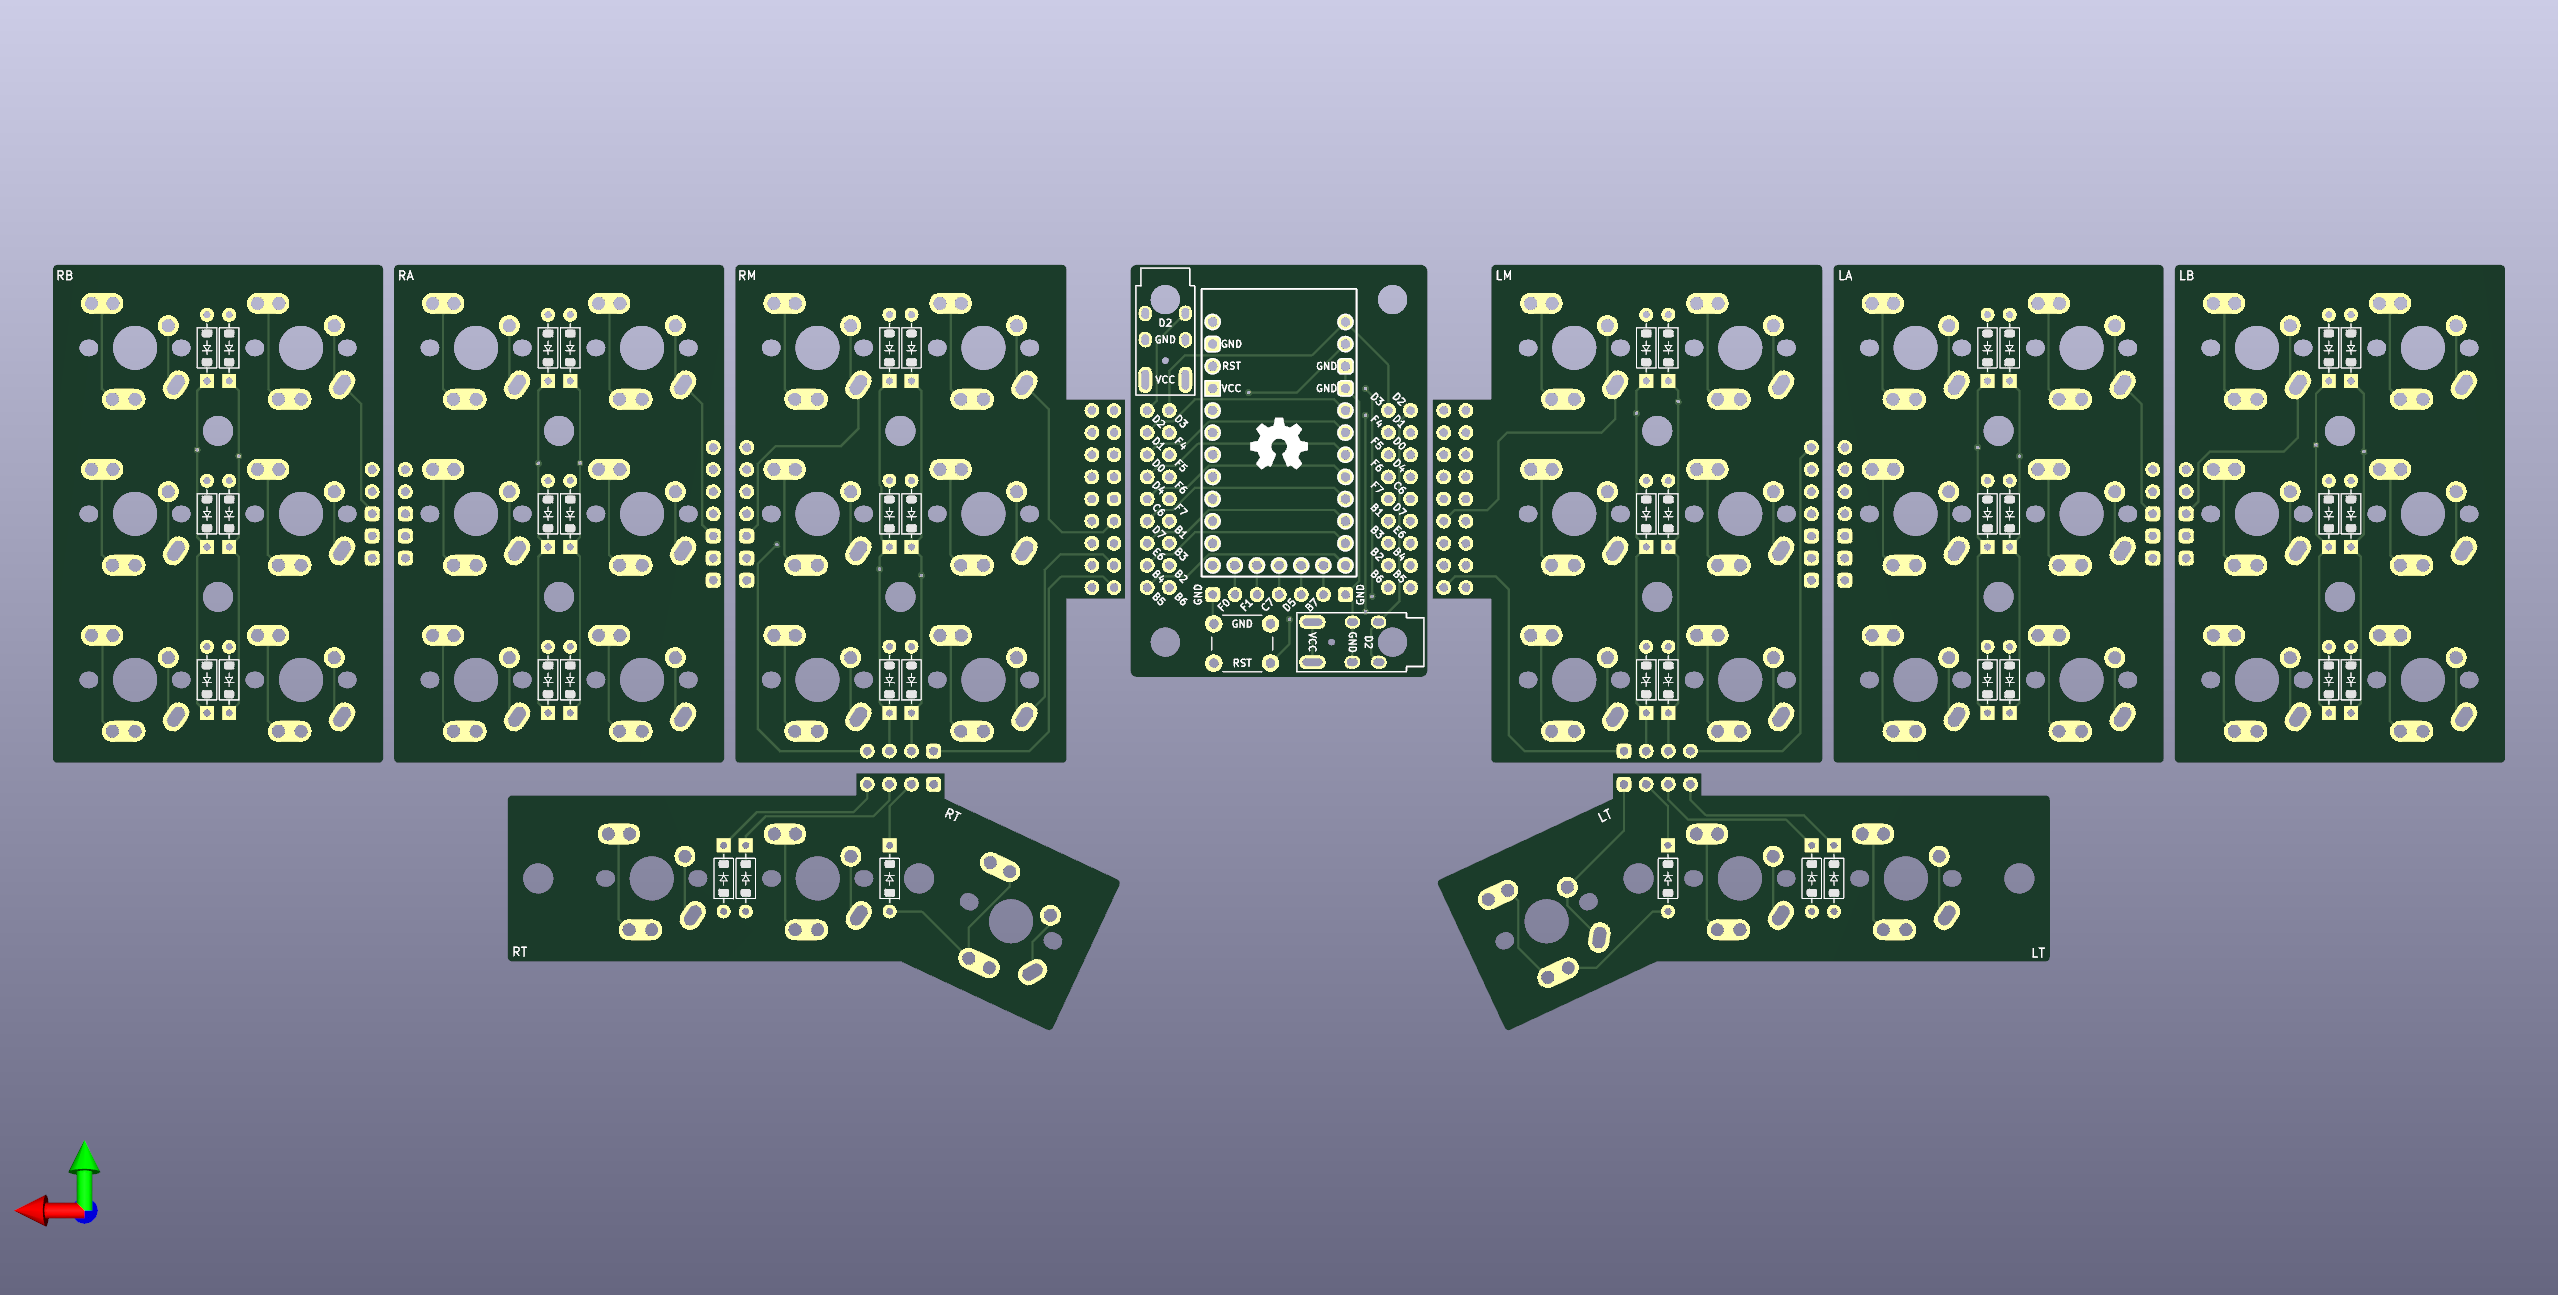 RB
RA
RM
LM
LA
LB
D2
GND
VCC
GND
RST
VCC
GND
GND
D2
D3
D1
F4
D0
F5
D4
F6
C6
F7
D7
B1
E6
B3
B4
B2
B5
B6
D3
D2
F4
D1
F5
D0
F6
D4
F7
C6
B1
D7
B3
E6
B2
B4
B6
B5
GND
F0
F1
C7
D5
B7
GND
GND
RST
VCC
GND
D2
RT
LT
RT
LT